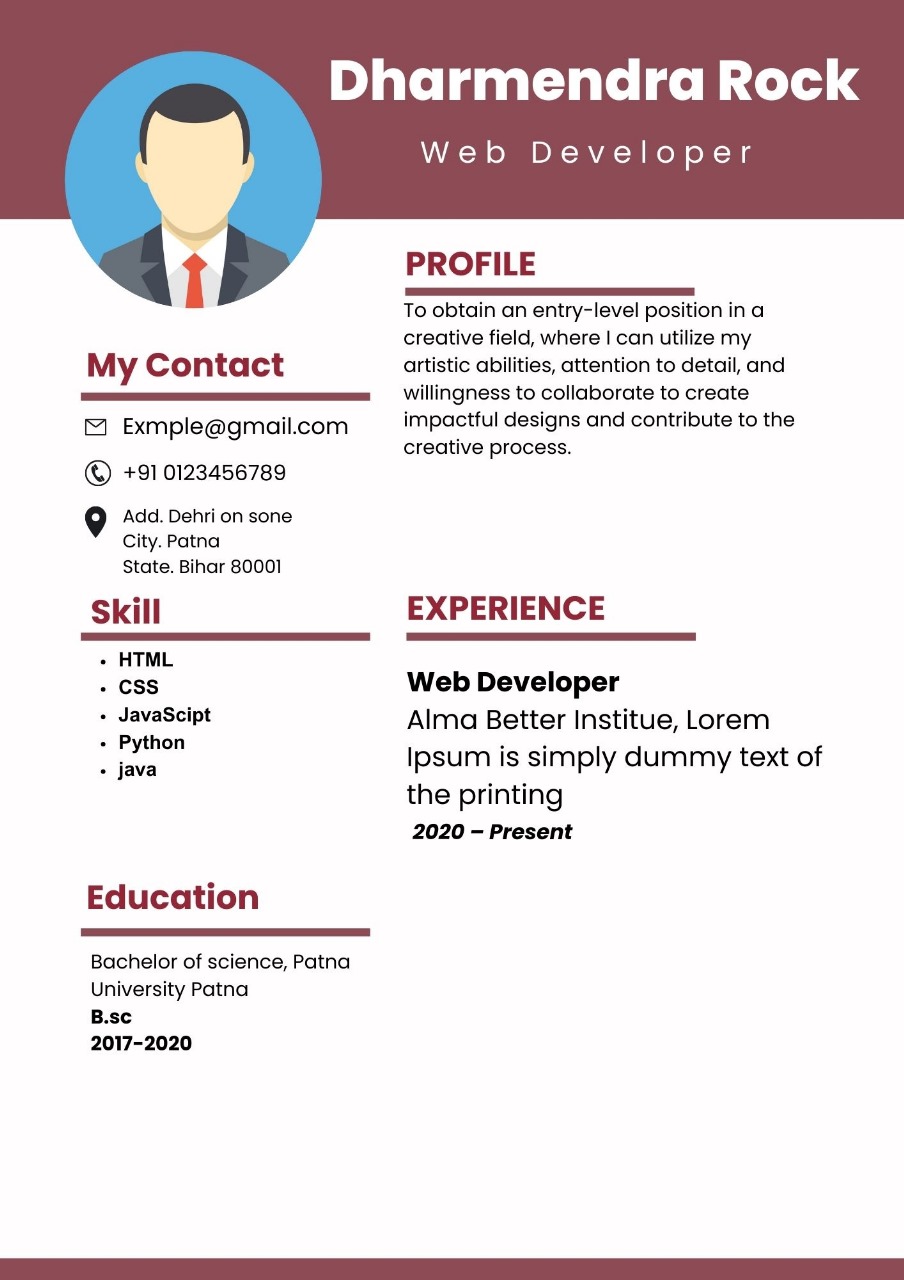 Dharmendra Rock
Web Developer
My Contact
Exmple@gmail.com
+91 0123456789
Add. Dehri on sone
City. Patna
State. Bihar 80001
Skill
HTML
CSS
JavaScipt
Python
java
Education
Bachelor of science, Patna
University Patna
B.sc
2017-2020
PROFILE
To obtain an entry-level position in a
creative field, where I can utilize my
artistic abilities, attention to detail, and
willingness to collaborate to create
impactful designs and contribute to the
creative process.
EXPERIENCE
Web Developer
Alma Better Institue, Lorem
Ipsum is simply dummy text of
the printing
2020 – Present